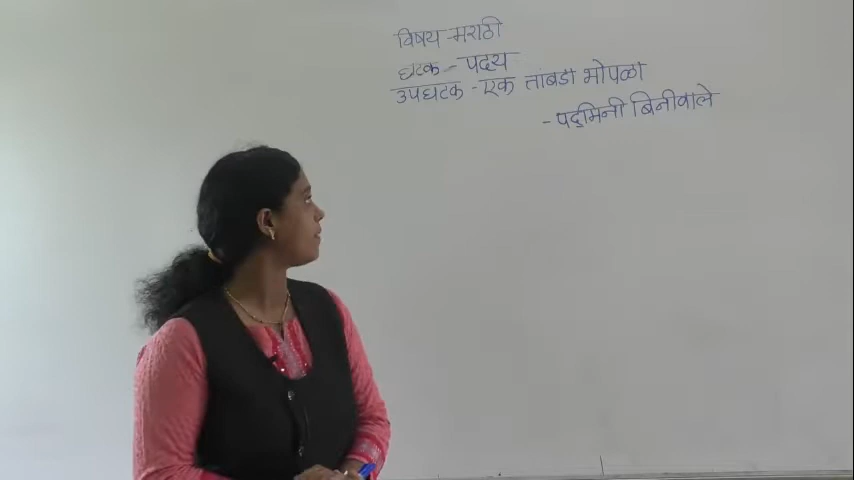 विषय-मराठी
घटक - पद्य
उपघटक - एक तांबडा भोपळा
- पद्मिनी बिनीवाले